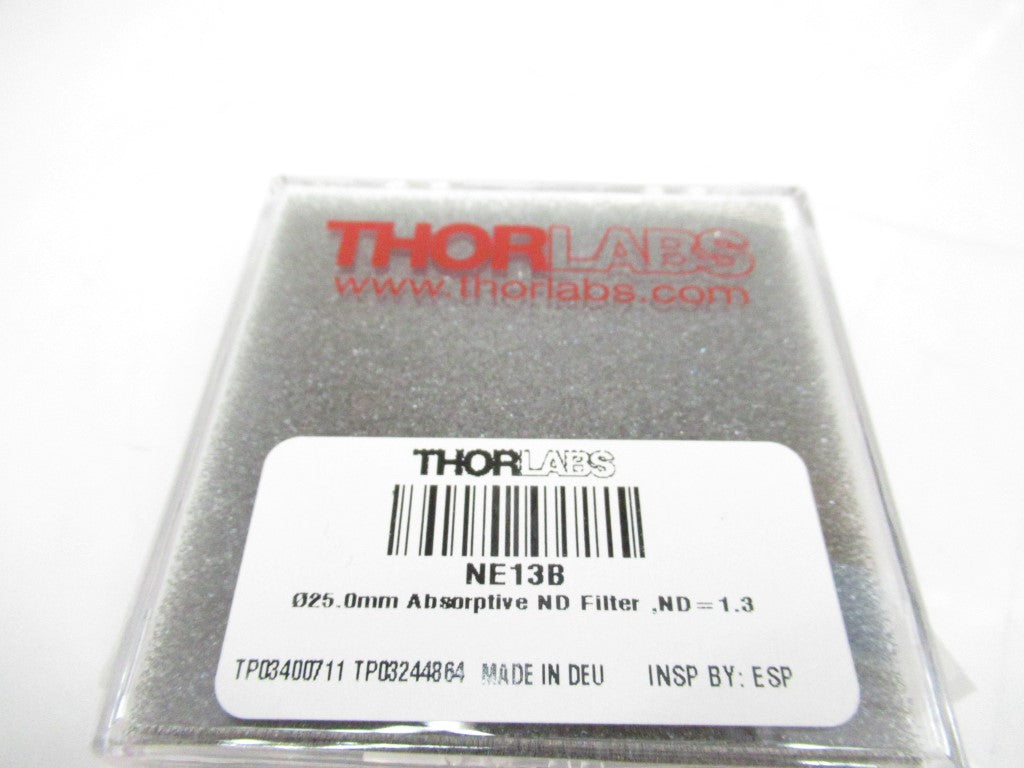 THORLABS
www.thorlabs.com
THORLABS
NE13B
Ø25.0mm Absorptive ND Filter ,ND=1.3
TP03400711 TP03244864 MADE IN DEU INSP BY: ESP